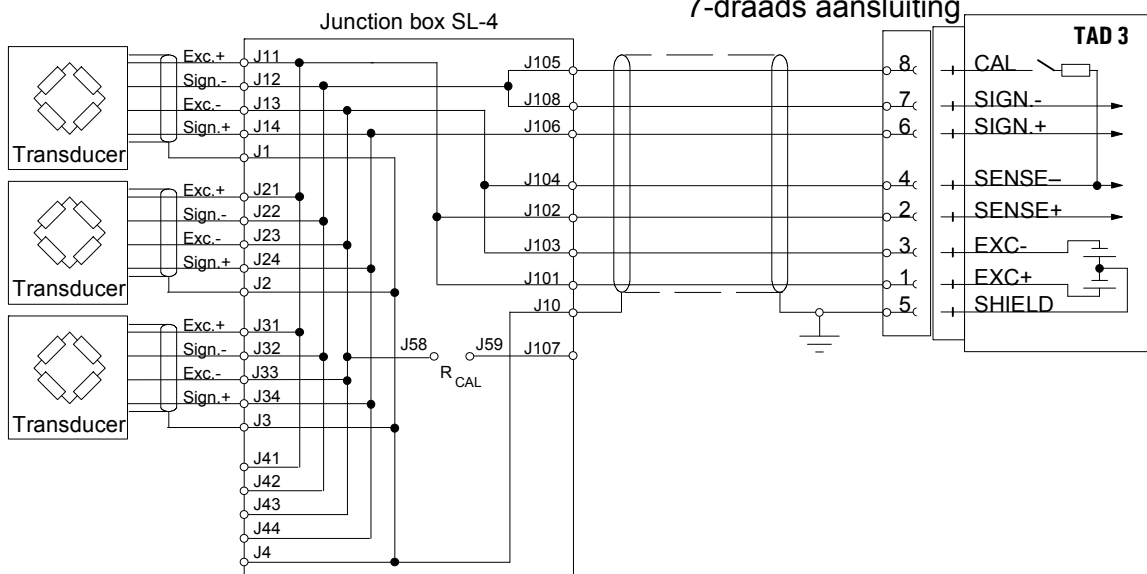 7-draads aansluiting
Junction box SL-4
TAD 3
Exc.+ J11
Sign.- J12
Exc.- J13
Sign.+ J14
J1
Transducer
Exc.+ J21
Sign.- J22
Exc.- J23
Sign.+ J24
J2
Transducer
Exc.+ J31
Sign.- J32
Exc.- J33
Sign.+ J34
J3
Transducer
J41
J42
J43
J44
J4
J58
J59
R CAL
J105
J108
J106
J104
J102
J103
J101
J10
J107
8 CAL
7 SIGN.-
6 SIGN.+
4 SENSE–
2 SENSE+
3 EXC-
1 EXC+
5 SHIELD